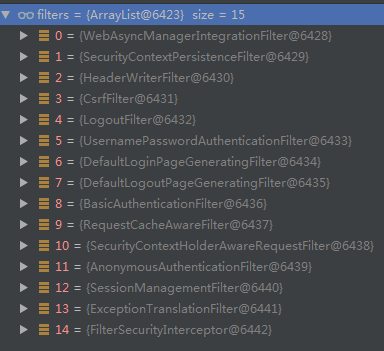 filters = {ArrayList@6423} size = 15
0 = {WebAsyncManagerIntegrationFilter@6428}
1 = {SecurityContextPersistenceFilter@6429}
2 = {HeaderWriterFilter@6430}
3 = {CsrfFilter@6431}
4 = {LogoutFilter@6432}
5 = {UsernamePasswordAuthenticationFilter@6433}
6 = {DefaultLoginPageGeneratingFilter@6434}
7 = {DefaultLogoutPageGeneratingFilter@6435}
8 = {BasicAuthenticationFilter@6436}
9 = {RequestCacheAwareFilter@6437}
10 = {SecurityContextHolderAwareRequestFilter@6438}
11 = {AnonymousAuthenticationFilter@6439}
12 = {SessionManagementFilter@6440}
13 = {ExceptionTranslationFilter@6441}
14 = {FilterSecurityInterceptor@6442}